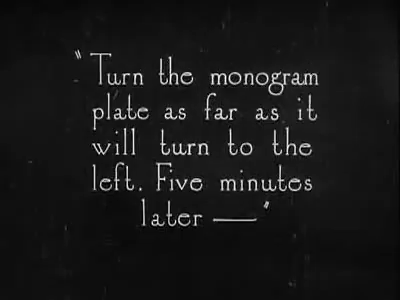 "Turn the monogram
plate as far as it
will turn to the
left. Five minutes
later —"